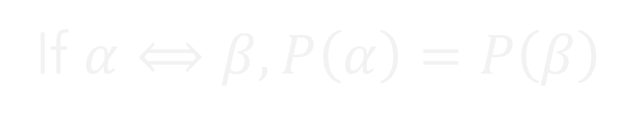 If α ⟺ β, P(α) = P(β)